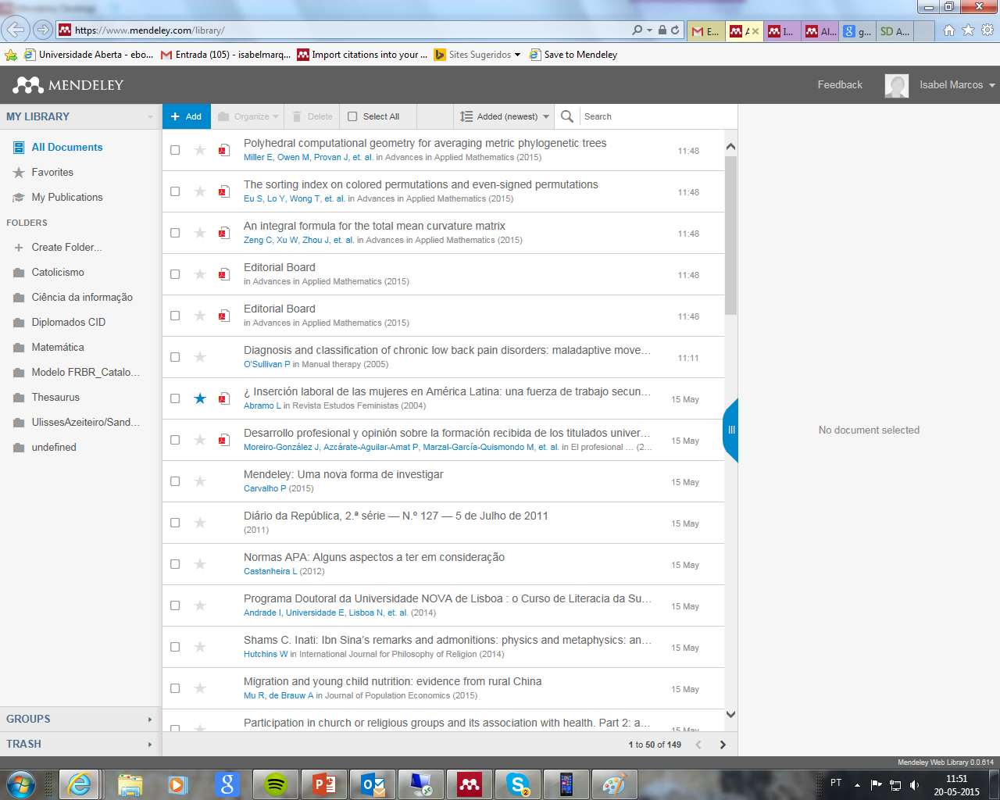 https://www.mendeley.com/library/
E...
A
I...
Al...
g...
SD A...
Universidade Aberta - ebo...
Entrada (105) - isabelmarq...
Import citations into your ...
Sites Sugeridos
Save to Mendeley
MENDELEY
Feedback
Isabel Marcos
MY LIBRARY
+ Add
Organize
Delete
Select All
Added (newest)
Search
All Documents
Favorites
My Publications
FOLDERS
+ Create Folder...
Catolicismo
Ciência da informação
Diplomados CID
Matemática
Modelo FRBR_Catalo...
Thesaurus
UlissesAzeiteiro/Sand...
undefined
GROUPS
TRASH
Polyhedral computational geometry for averaging metric phylogenetic trees
Miller E, Owen M, Provan J, et. al. in Advances in Applied Mathematics (2015)
11:48
The sorting index on colored permutations and even-signed permutations
Eu S, Lo Y, Wong T, et. al. in Advances in Applied Mathematics (2015)
11:48
An integral formula for the total mean curvature matrix
Zeng C, Xu W, Zhou J, et. al. in Advances in Applied Mathematics (2015)
11:48
Editorial Board
in Advances in Applied Mathematics (2015)
11:48
Editorial Board
in Advances in Applied Mathematics (2015)
11:48
Diagnosis and classification of chronic low back pain disorders: maladaptive move...
O'Sullivan P in Manual therapy (2005)
11:11
¿ Inserción laboral de las mujeres en América Latina: una fuerza de trabajo secun...
Abramo L in Revista Estudos Feministas (2004)
15 May
Desarrollo profesional y opinión sobre la formación recibida de los titulados univer...
Moreiro-González J, Azcárate-Aguilar-Amat P, Marzal-García-Quismondo M, et. al. in El profesional ... (2...
15 May
Mendeley: Uma nova forma de investigar
Carvalho P (2015)
15 May
Diário da República, 2.ª série — N.º 127 — 5 de Julho de 2011
(2011)
15 May
Normas APA: Alguns aspectos a ter em consideração
Castanheira L (2012)
15 May
Programa Doutoral da Universidade NOVA de Lisboa : o Curso de Literacia da Su...
Andrade I, Universidade E, Lisboa N, et. al. (2014)
15 May
Shams C. Inati: Ibn Sina's remarks and admonitions: physics and metaphysics: an...
Hutchins W in International Journal for Philosophy of Religion (2014)
15 May
Migration and young child nutrition: evidence from rural China
Mu R, de Brauw A in Journal of Population Economics (2015)
15 May
Participation in church or religious groups and its association with health. Part 2: a...
15 May
1 to 50 of 149
No document selected
Mendeley Web Library 0.0.614
PT
11:51
20-05-2015